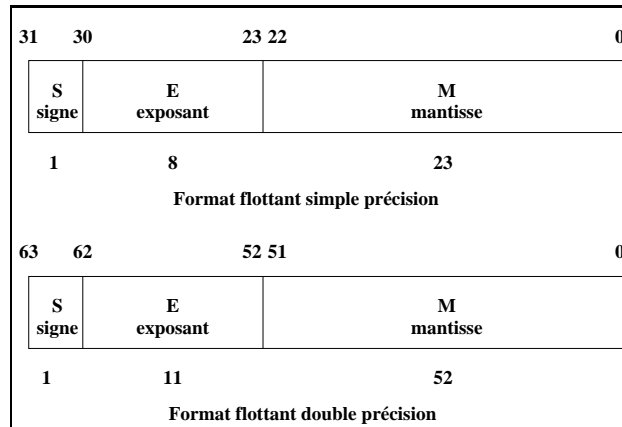 31 30 23 22 0
S E M
signe exposant mantisse
1 8 23
Format flottant simple précision
63 62 52 51 0
S E M
signe exposant mantisse
1 11 52
Format flottant double précision